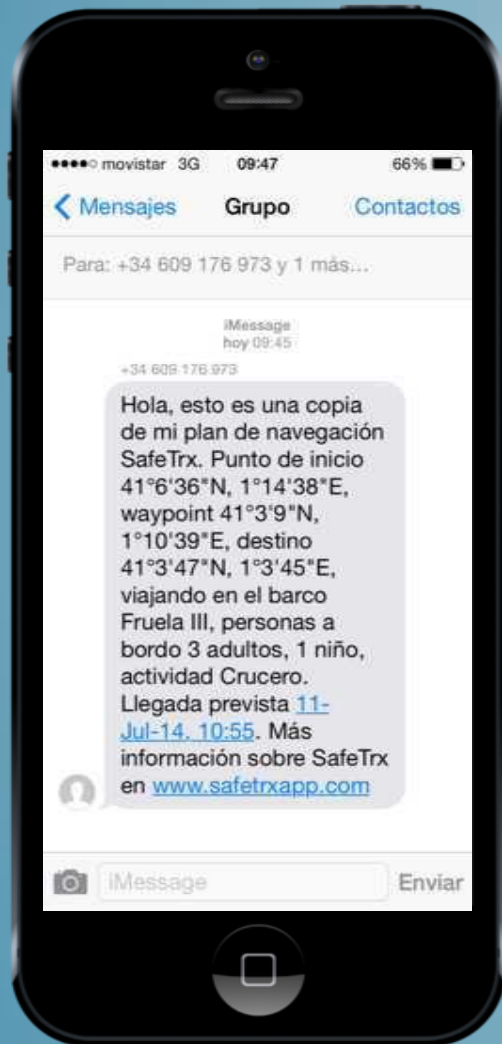 movistar 3G 09:47 66%
Mensajes Grupo Contactos
Para: +34 609 176 973 y 1 más...
iMessage
hoy 09:45
+34 609 176 973
Hola, esto es una copia
de mi plan de navegación
SafeTrx. Punto de inicio
41°6'36"N, 1°14'38"E,
waypoint 41°3'9"N,
1°10'39"E, destino
41°3'47"N, 1°3'45"E,
viajando en el barco
Fruela III, personas a
bordo 3 adultos, 1 niño,
actividad Crucero.
Llegada prevista 11-
Jul-14. 10:55. Más
información sobre SafeTrx
en www.safetrxapp.com
iMessage Enviar